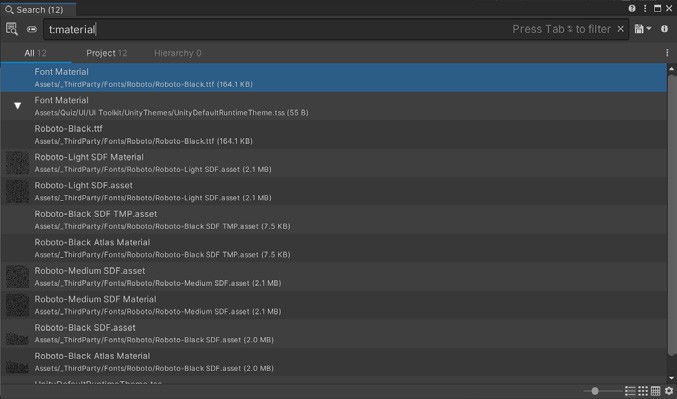 Search (12)
t:material
Press Tab ⇆ to filter
All 12
Project 12
Hierarchy 0
Font Material
Assets/_ThirdParty/Fonts/Roboto/Roboto-Black.ttf (164.1 KB)
Font Material
Assets/Quiz/UI/UI Toolkit/UnityThemes/UnityDefaultRuntimeTheme.tss (55 B)
Roboto-Black.ttf
Assets/_ThirdParty/Fonts/Roboto/Roboto-Black.ttf (164.1 KB)
Roboto-Light SDF Material
Assets/_ThirdParty/Fonts/Roboto/Roboto-Light SDF.asset (2.1 MB)
Roboto-Light SDF.asset
Assets/_ThirdParty/Fonts/Roboto/Roboto-Light SDF.asset (2.1 MB)
Roboto-Black SDF TMP.asset
Assets/_ThirdParty/Fonts/Roboto/Roboto-Black SDF TMP.asset (7.5 KB)
Roboto-Black Atlas Material
Assets/_ThirdParty/Fonts/Roboto/Roboto-Black SDF TMP.asset (7.5 KB)
Roboto-Medium SDF.asset
Assets/_ThirdParty/Fonts/Roboto/Roboto-Medium SDF.asset (2.1 MB)
Roboto-Medium SDF Material
Assets/_ThirdParty/Fonts/Roboto/Roboto-Medium SDF.asset (2.1 MB)
Roboto-Black SDF.asset
Assets/_ThirdParty/Fonts/Roboto/Roboto-Black SDF.asset (2.0 MB)
Roboto-Black Atlas Material
Assets/_ThirdParty/Fonts/Roboto/Roboto-Black SDF.asset (2.0 MB)
UnityDefaultRuntimeTheme.tss